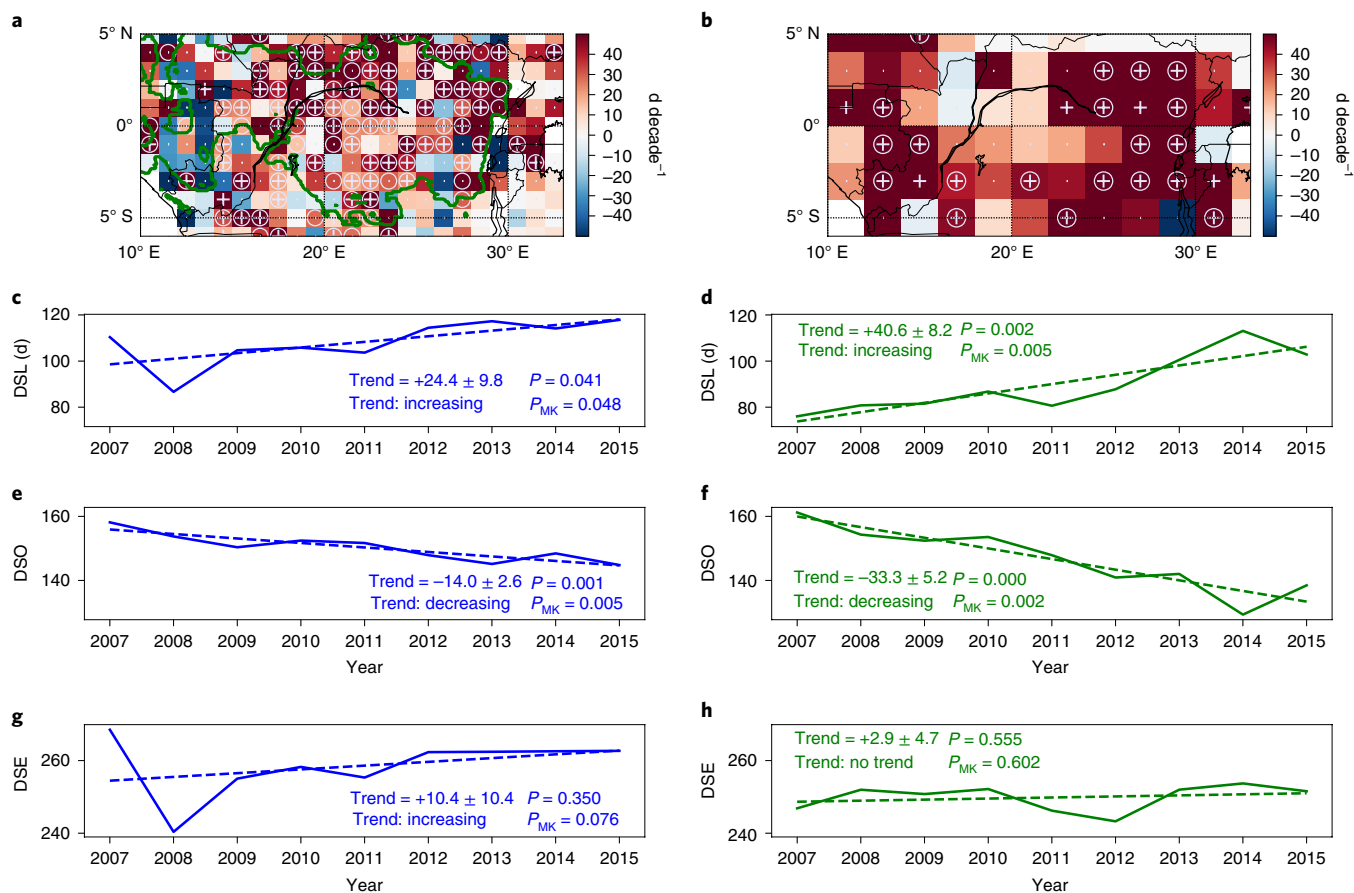 a
5° N
0°
5° S
10° E
20° E
30° E
40
30
20
10
0
−10
−20
−30
−40
d decade⁻¹
b
5° N
0°
5° S
10° E
20° E
30° E
40
30
20
10
0
−10
−20
−30
−40
d decade⁻¹
c
DSL (d)
120
100
80
Trend = +24.4 ± 9.8 P = 0.041
Trend: increasing P_MK = 0.048
2007 2008 2009 2010 2011 2012 2013 2014 2015
d
DSL (d)
120
100
80
Trend = +40.6 ± 8.2 P = 0.002
Trend: increasing P_MK = 0.005
2007 2008 2009 2010 2011 2012 2013 2014 2015
e
DSO
160
140
Trend = −14.0 ± 2.6 P = 0.001
Trend: decreasing P_MK = 0.005
2007 2008 2009 2010 2011 2012 2013 2014 2015
Year
f
DSO
160
140
Trend = −33.3 ± 5.2 P = 0.000
Trend: decreasing P_MK = 0.002
2007 2008 2009 2010 2011 2012 2013 2014 2015
Year
g
DSE
260
240
Trend = +10.4 ± 10.4 P = 0.350
Trend: increasing P_MK = 0.076
2007 2008 2009 2010 2011 2012 2013 2014 2015
Year
h
DSE
260
240
Trend = +2.9 ± 4.7 P = 0.555
Trend: no trend P_MK = 0.602
2007 2008 2009 2010 2011 2012 2013 2014 2015
Year